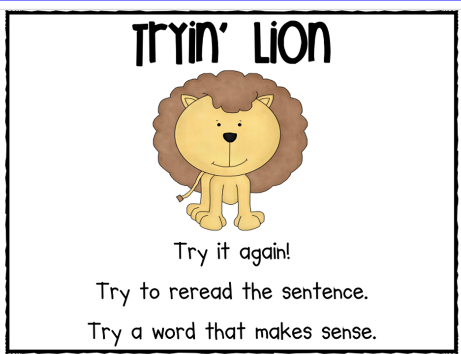 Tryin' Lion
Try it again!
Try to reread the sentence.
Try a word that makes sense.